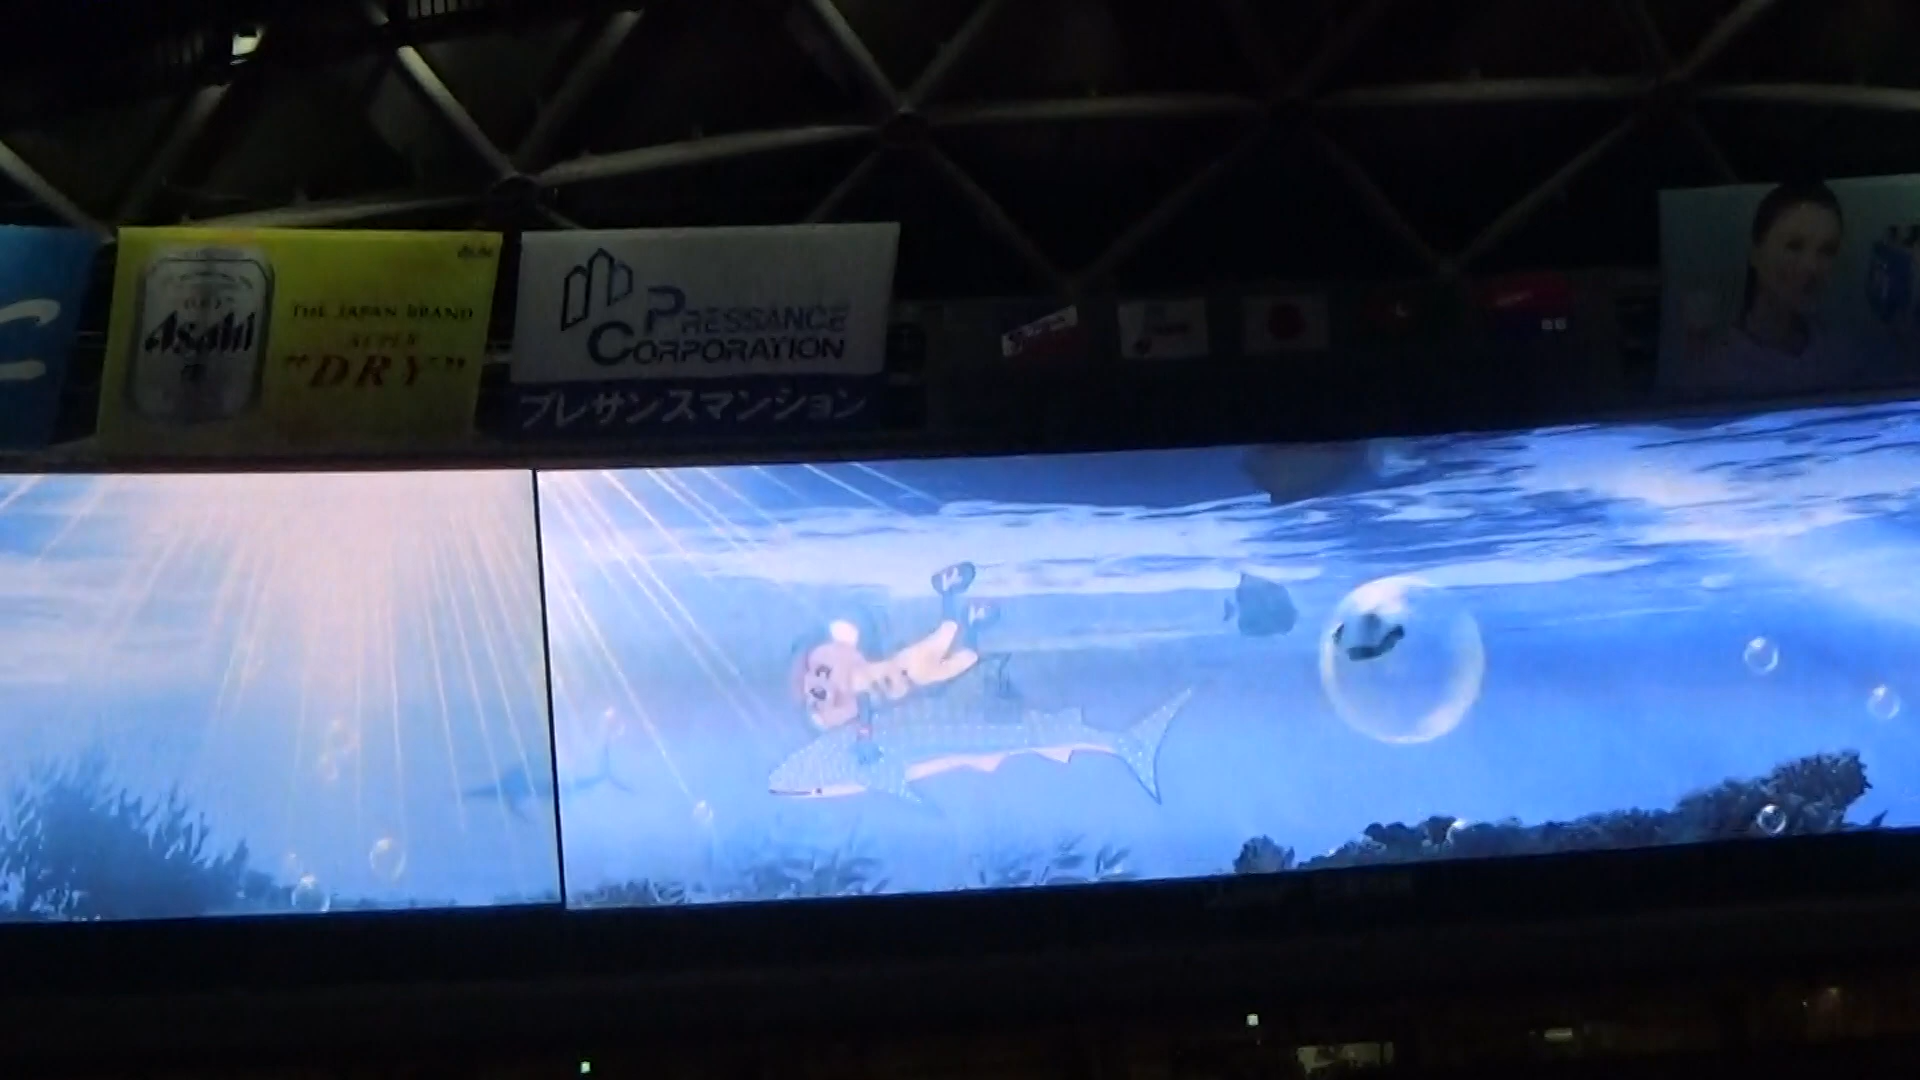 Asahi
THE JAPAN BRAND
SUPER
"DRY"
PRESSANCE
CORPORATION
プレサンスマンション